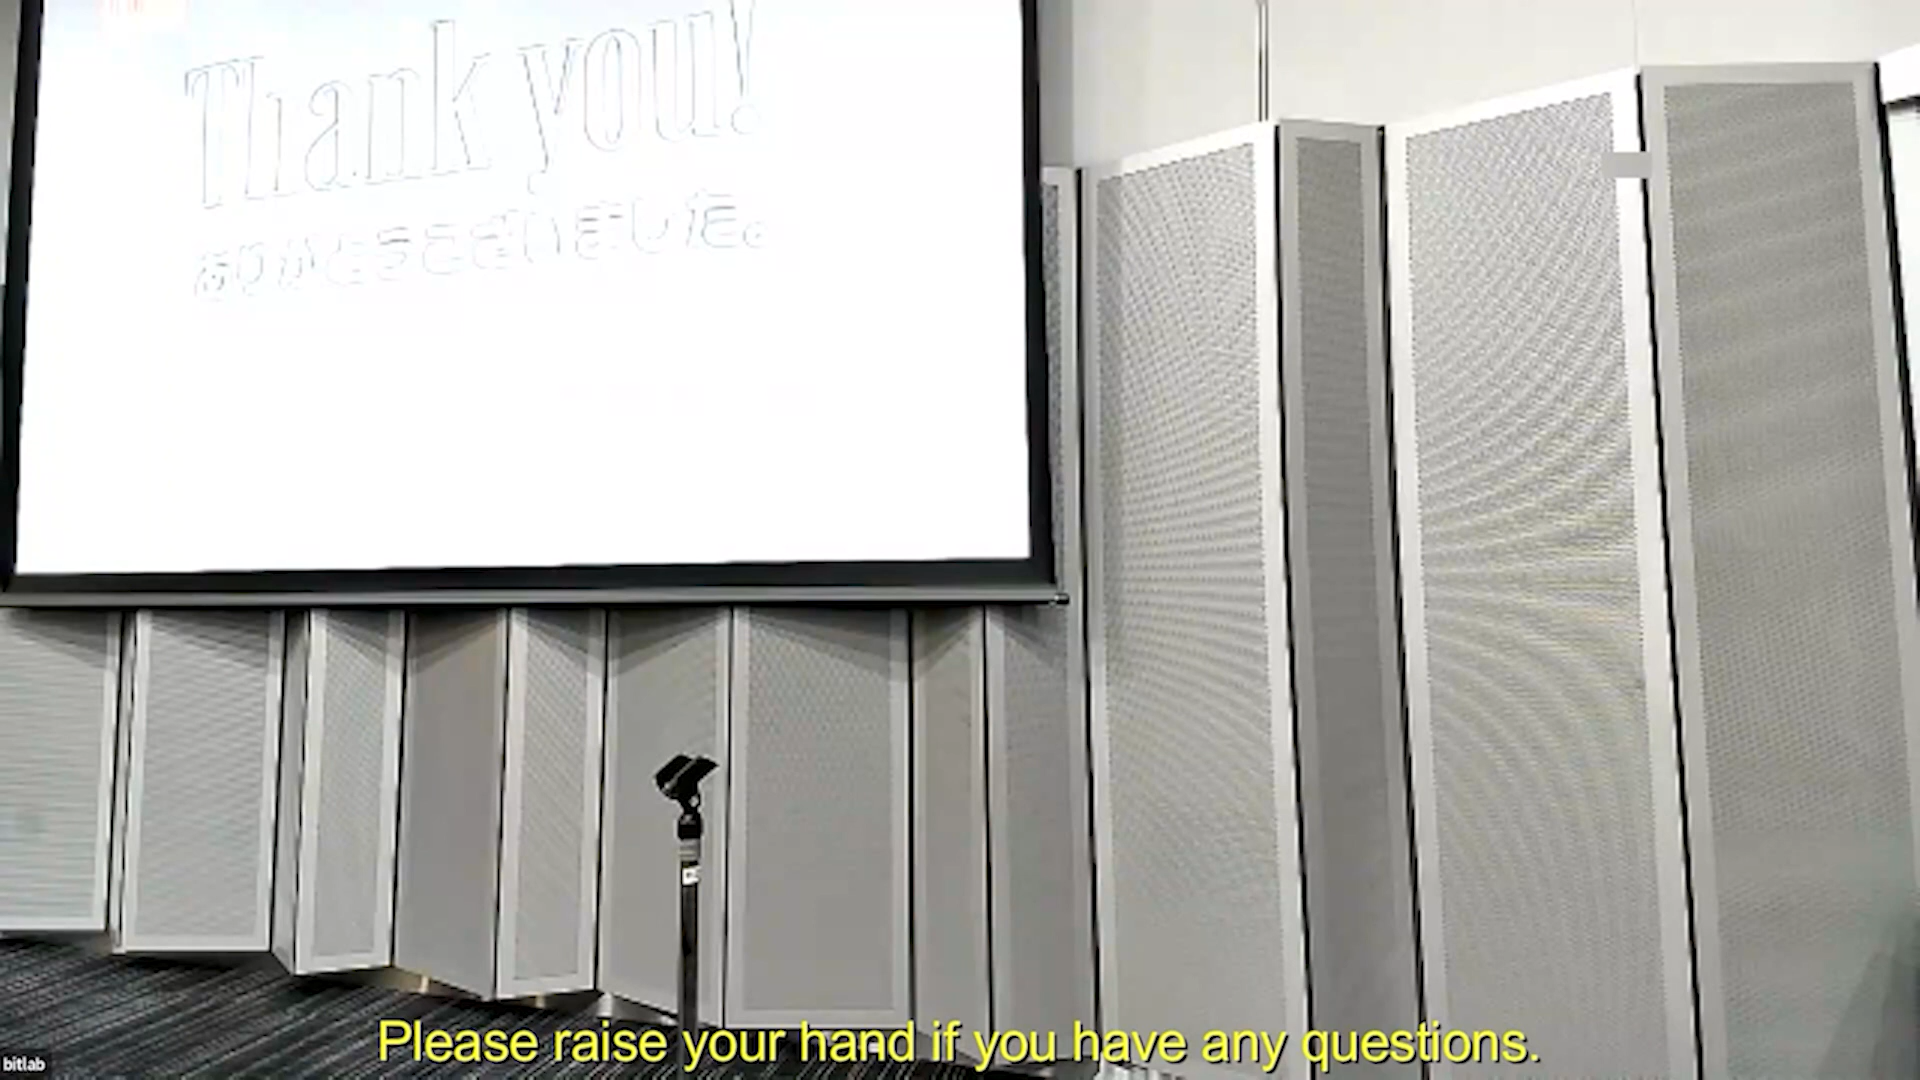 Thank you!
ありがとうございました。
Please raise your hand if you have any questions.
bitlab